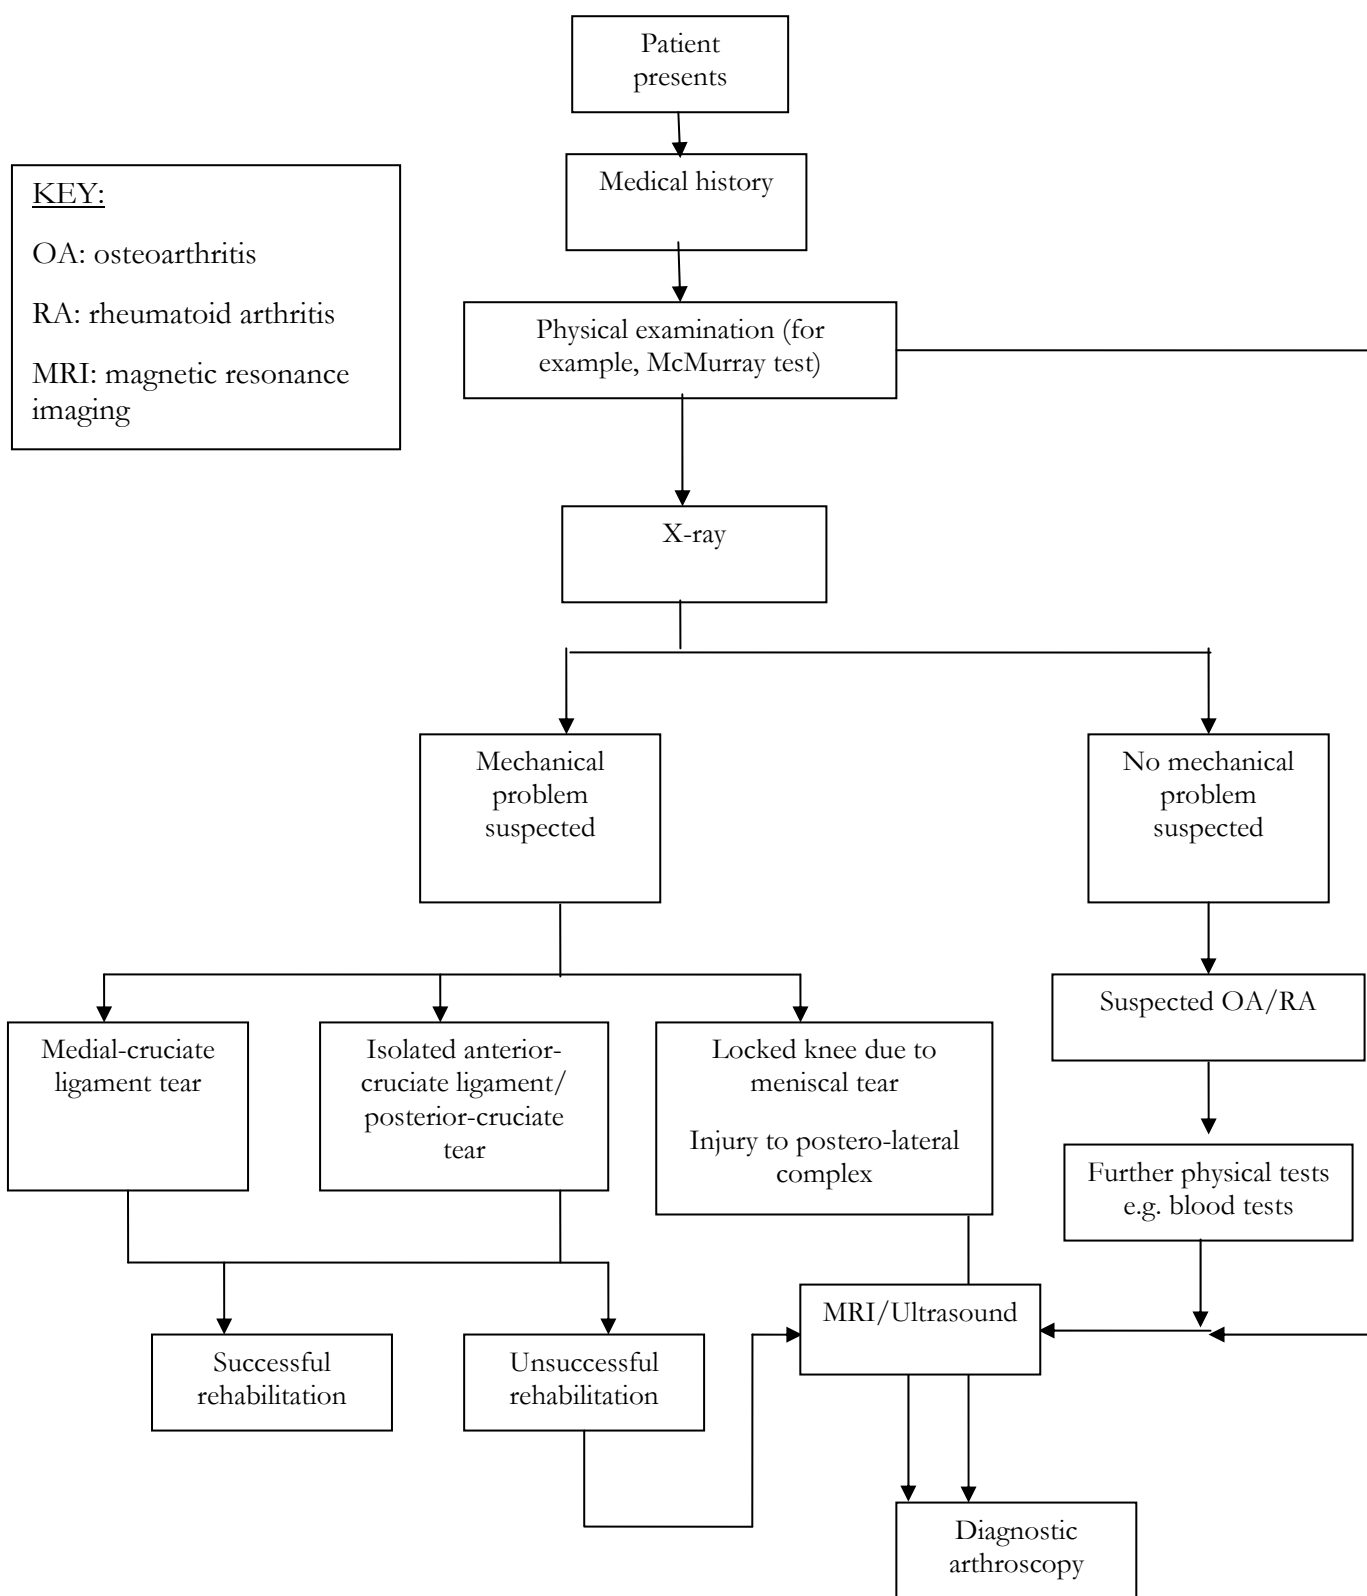 Patient
presents
Medical history
KEY:
OA: osteoarthritis
RA: rheumatoid arthritis
MRI: magnetic resonance
imaging
Physical examination (for
example, McMurray test)
X-ray
Mechanical
problem
suspected
No mechanical
problem
suspected
Medial-cruciate
ligament tear
Isolated anterior-
cruciate ligament/
posterior-cruciate
tear
Locked knee due to
meniscal tear
Injury to postero-lateral
complex
Suspected OA/RA
Further physical tests
e.g. blood tests
Successful
rehabilitation
Unsuccessful
rehabilitation
MRI/Ultrasound
Diagnostic
arthroscopy